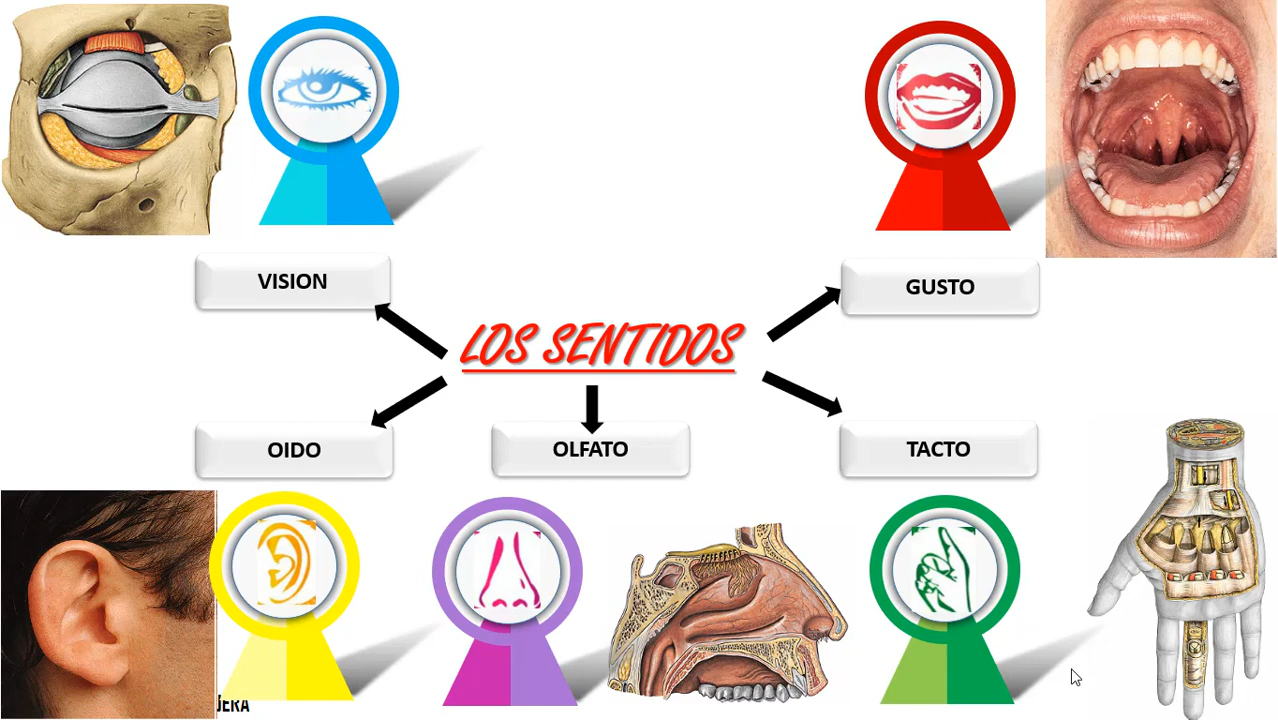 VISION
GUSTO
LOS SENTIDOS
OIDO
OLFATO
TACTO